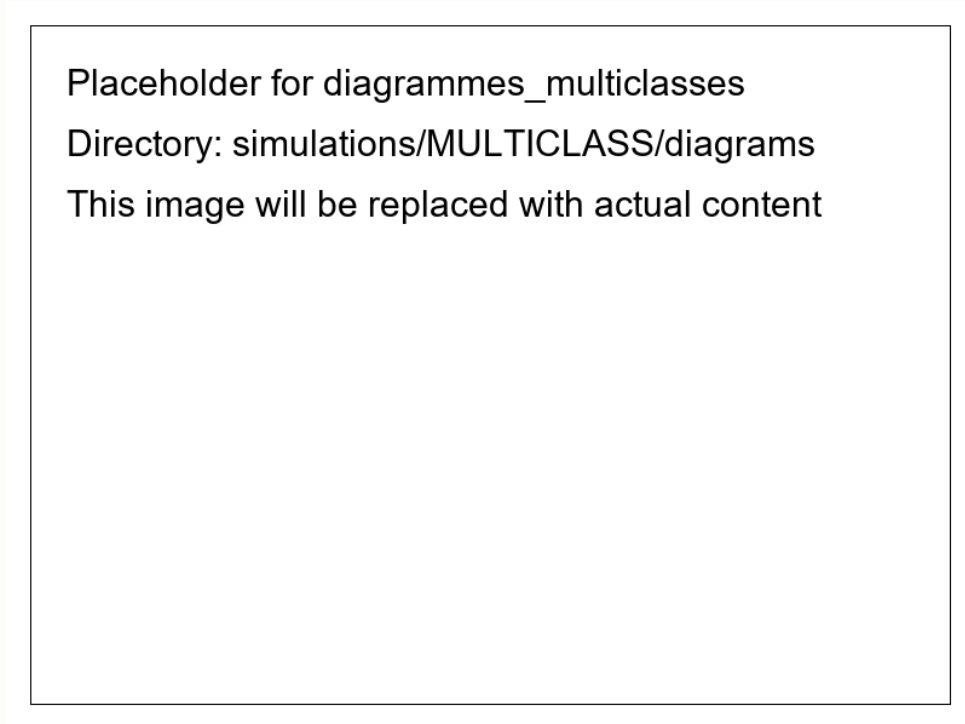 Placeholder for diagrammes_multiclasses
Directory: simulations/MULTICLASS/diagrams
This image will be replaced with actual content